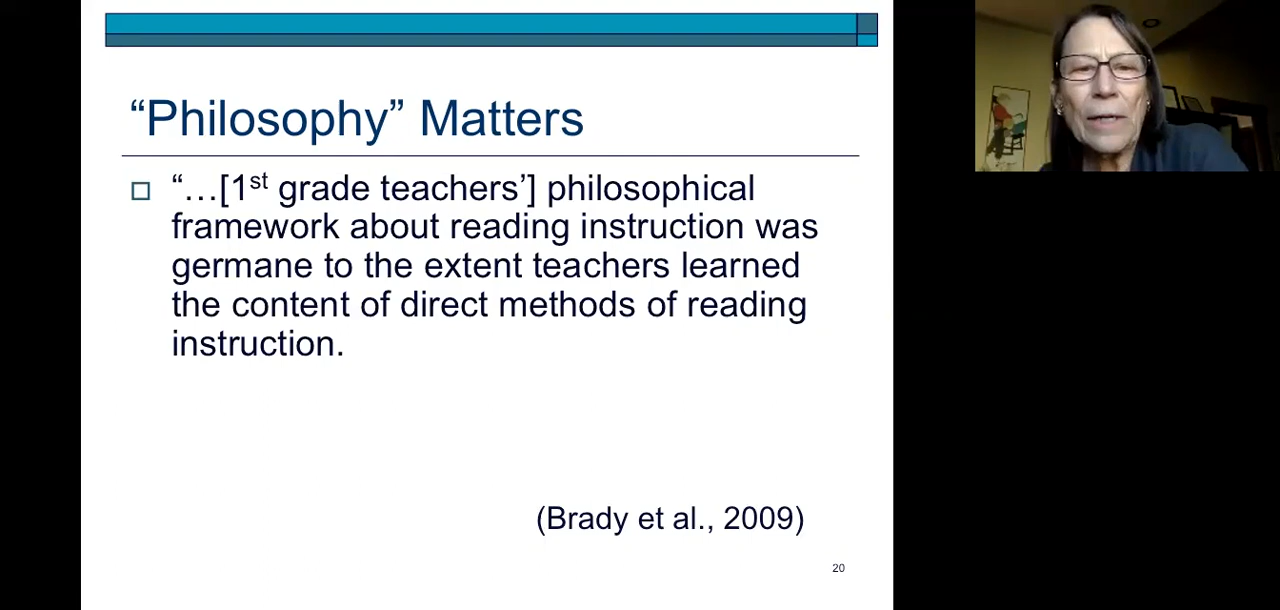 “Philosophy” Matters
“…[1st grade teachers’] philosophical
framework about reading instruction was
germane to the extent teachers learned
the content of direct methods of reading
instruction.
(Brady et al., 2009)
20